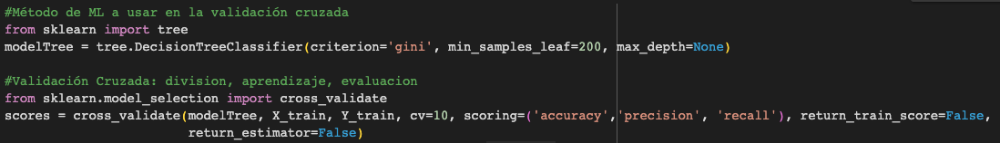 #Método de ML a usar en la validación cruzada
from sklearn import tree
modelTree = tree.DecisionTreeClassifier(criterion='gini', min_samples_leaf=200, max_depth=None)
#Validación Cruzada: division, aprendizaje, evaluacion
from sklearn.model_selection import cross_validate
scores = cross_validate(modelTree, X_train, Y_train, cv=10, scoring=('accuracy','precision', 'recall'), return_train_score=False,
return_estimator=False)